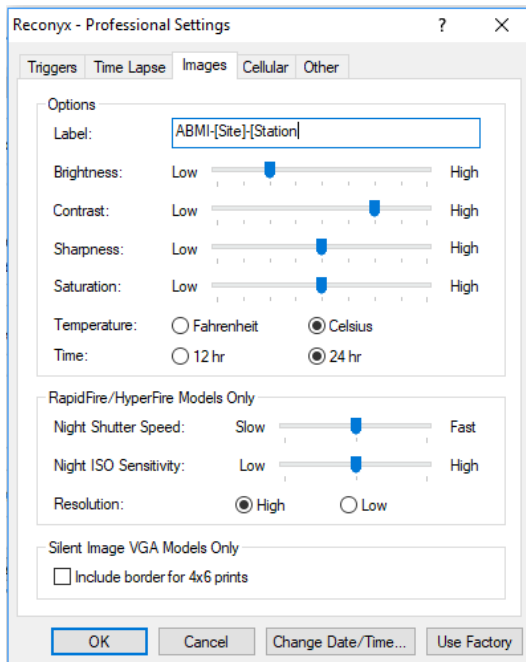 Reconyx - Professional Settings ?
Triggers Time Lapse Images Cellular Other
Options
Label: ABMI-[Site]-[Station
Brightness: Low High
Contrast: Low High
Sharpness: Low High
Saturation: Low High
Temperature: Fahrenheit Celsius
Time: 12 hr 24 hr
RapidFire/HyperFire Models Only
Night Shutter Speed: Slow Fast
Night ISO Sensitivity: Low High
Resolution: High Low
Silent Image VGA Models Only
Include border for 4x6 prints
OK Cancel Change Date/Time... Use Factory